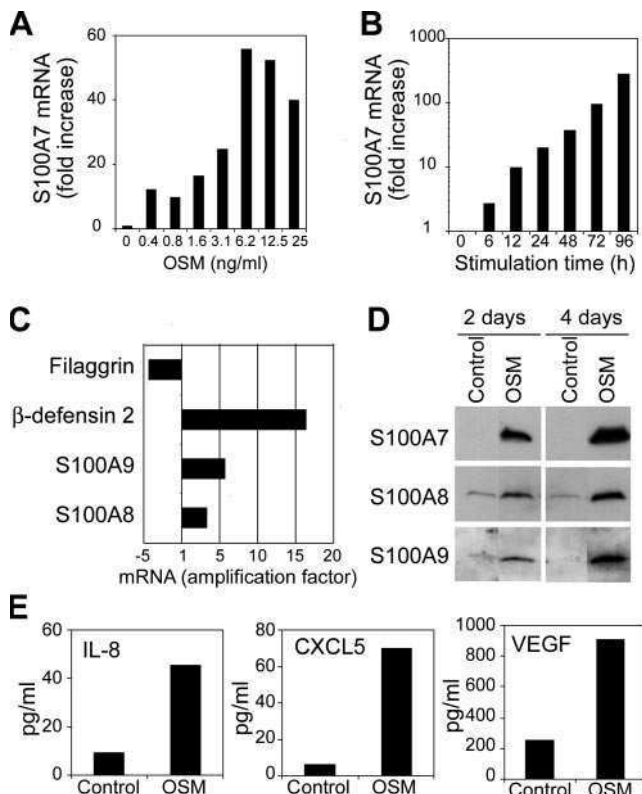 A
S100A7 mRNA
(fold increase)
60
40
20
0
0 0.4 0.8 1.6 3.1 6.2 12.5 25
OSM (ng/ml)
B
S100A7 mRNA
(fold increase)
1000
100
10
1
0 6 12 24 48 72 96
Stimulation time (h)
C
Filaggrin
β-defensin 2
S100A9
S100A8
-5 1 5 10 15 20
mRNA (amplification factor)
D
2 days 4 days
Control OSM Control OSM
S100A7
S100A8
S100A9
E
IL-8
pg/ml
60
40
20
0
Control OSM
CXCL5
pg/ml
80
60
40
20
0
Control OSM
VEGF
pg/ml
1000
800
600
400
200
0
Control OSM